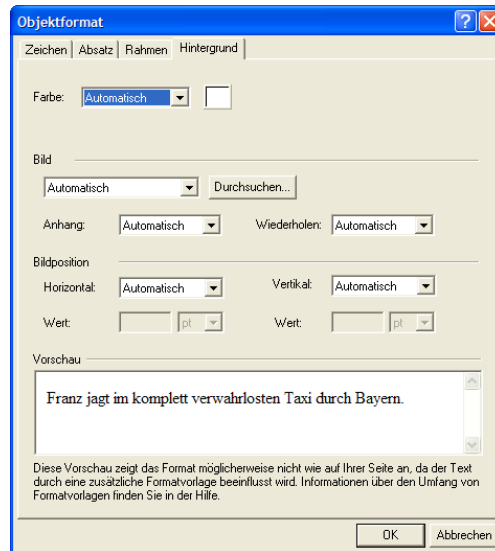 Objektformat
Zeichen Absatz Rahmen Hintergrund
Farbe: Automatisch
Bild
Automatisch Durchsuchen...
Anhang: Automatisch Wiederholen: Automatisch
Bildposition
Horizontal: Automatisch Vertikal: Automatisch
Wert: pt Wert: pt
Vorschau
Franz jagt im komplett verwahrlosten Taxi durch Bayern.
Diese Vorschau zeigt das Format möglicherweise nicht wie auf Ihrer Seite an, da der Text
durch eine zusätzliche Formatvorlage beeinflusst wird. Informationen über den Umfang von
Formatvorlagen finden Sie in der Hilfe.
OK Abbrechen